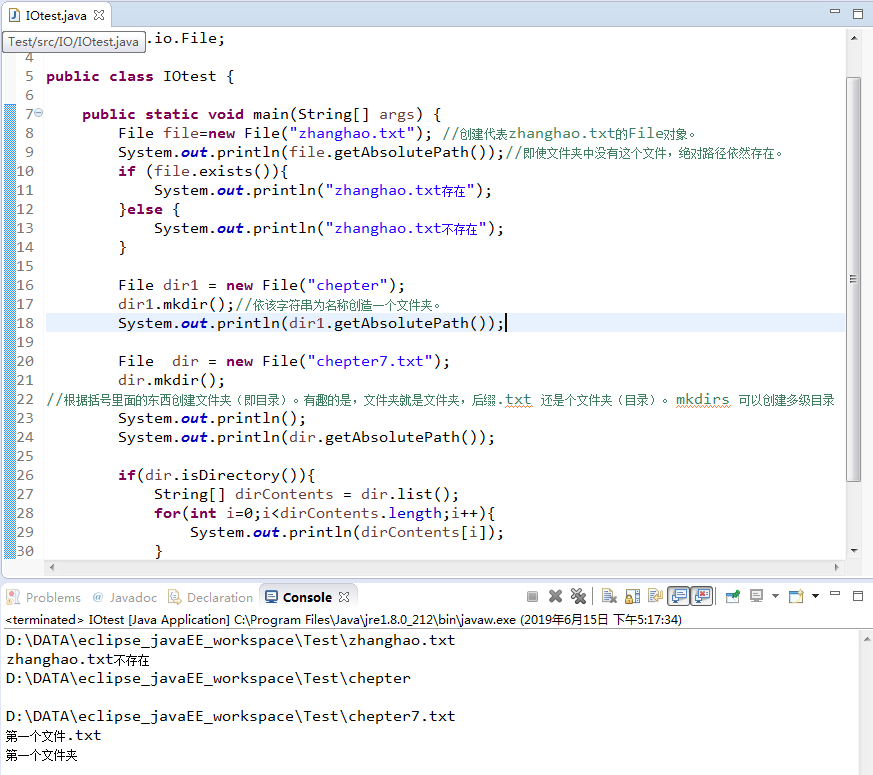 IOtest.java
Test/src/IO/IOtest.java
.io.File;
4
5 public class IOtest {
6
7 public static void main(String[] args) {
8 File file=new File("zhanghao.txt"); //创建代表zhanghao.txt的File对象。
9 System.out.println(file.getAbsolutePath());//即使文件夹中没有这个文件，绝对路径依然存在。
10 if (file.exists()){
11 System.out.println("zhanghao.txt存在");
12 }else {
13 System.out.println("zhanghao.txt不存在");
14 }
15
16 File dir1 = new File("chepter");
17 dir1.mkdir();//依该字符串为名称创造一个文件夹。
18 System.out.println(dir1.getAbsolutePath());
19
20 File  dir = new File("chepter7.txt");
21 dir.mkdir();
22 //根据括号里面的东西创建文件夹（即目录）。有趣的是，文件夹就是文件夹，后缀.txt 还是个文件夹（目录）。 mkdirs 可以创建多级目录
23 System.out.println();
24 System.out.println(dir.getAbsolutePath());
25
26 if(dir.isDirectory()){
27 String[] dirContents = dir.list();
28 for(int i=0;i<dirContents.length;i++){
29 System.out.println(dirContents[i]);
30 }
Problems @ Javadoc Declaration Console
<terminated> IOtest [Java Application] C:\Program Files\Java\jre1.8.0_212\bin\javaw.exe (2019年6月15日 下午5:17:34)
D:\DATA\eclipse_javaEE_workspace\Test\zhanghao.txt
zhanghao.txt不存在
D:\DATA\eclipse_javaEE_workspace\Test\chepter
D:\DATA\eclipse_javaEE_workspace\Test\chepter7.txt
第一个文件.txt
第一个文件夹